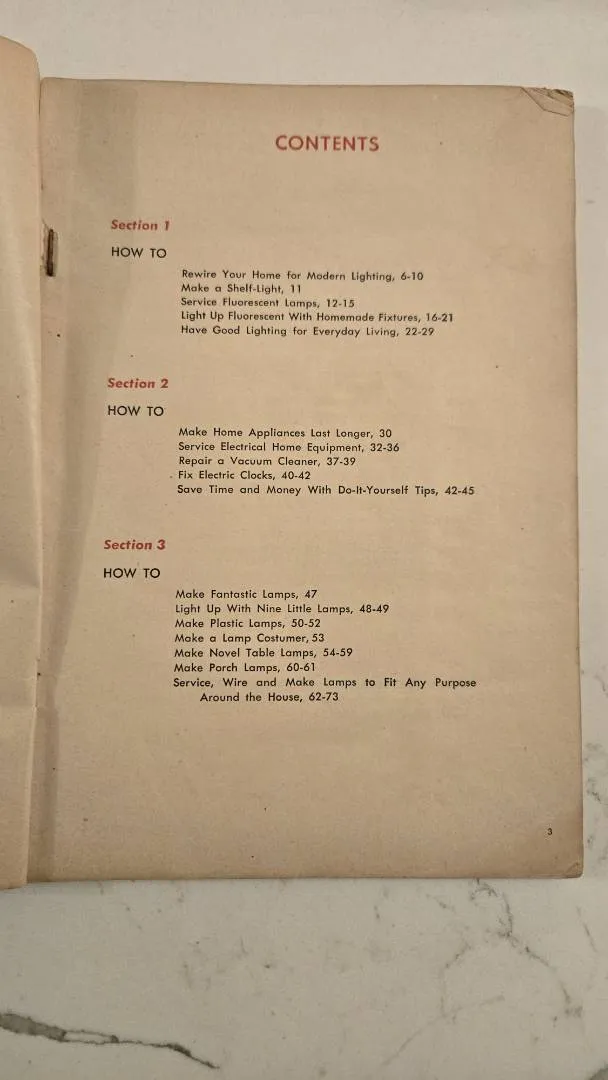 CONTENTS
Section 1
HOW TO
Rewire Your Home for Modern Lighting, 6-10
Make a Shelf-Light, 11
Service Fluorescent Lamps, 12-15
Light Up Fluorescent With Homemade Fixtures, 16-21
Have Good Lighting for Everyday Living, 22-29
Section 2
HOW TO
Make Home Appliances Last Longer, 30
Service Electrical Home Equipment, 32-36
Repair a Vacuum Cleaner, 37-39
Fix Electric Clocks, 40-42
Save Time and Money With Do-It-Yourself Tips, 42-45
Section 3
HOW TO
Make Fantastic Lamps, 47
Light Up With Nine Little Lamps, 48-49
Make Plastic Lamps, 50-52
Make a Lamp Costumer, 53
Make Novel Table Lamps, 54-59
Make Porch Lamps, 60-61
Service, Wire and Make Lamps to Fit Any Purpose
Around the House, 62-73
3